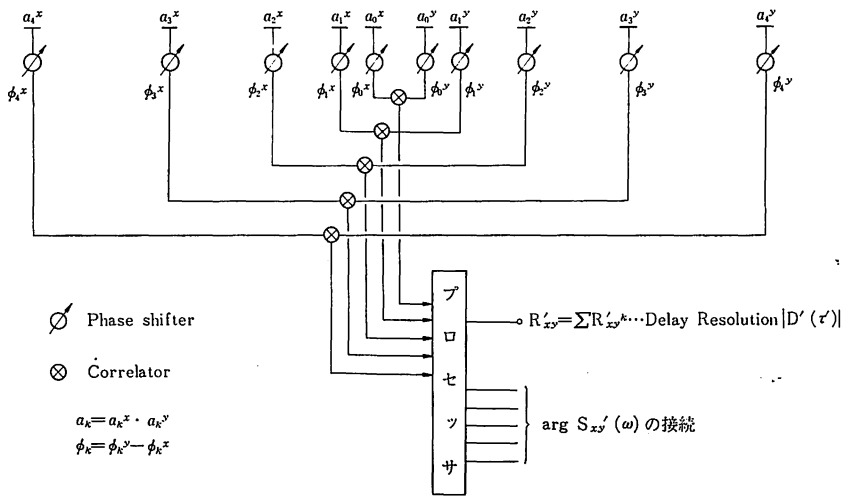 a₄ˣ a₃ˣ a₂ˣ a₁ˣ a₀ˣ a₀ʸ a₁ʸ a₂ʸ a₃ʸ a₄ʸ
ϕ₄ˣ ϕ₃ˣ ϕ₂ˣ ϕ₁ˣ ϕ₀ˣ ϕ₀ʸ ϕ₁ʸ ϕ₂ʸ ϕ₃ʸ ϕ₄ʸ
プロセッサ
R′xy=∑R′xyᵏ…Delay Resolution|D′(τ′)|
Phase shifter
Correlator
arg Sxy′(ω)の接続
aₖ=aₖˣ・aₖʸ
ϕₖ=ϕₖʸ−ϕₖˣ